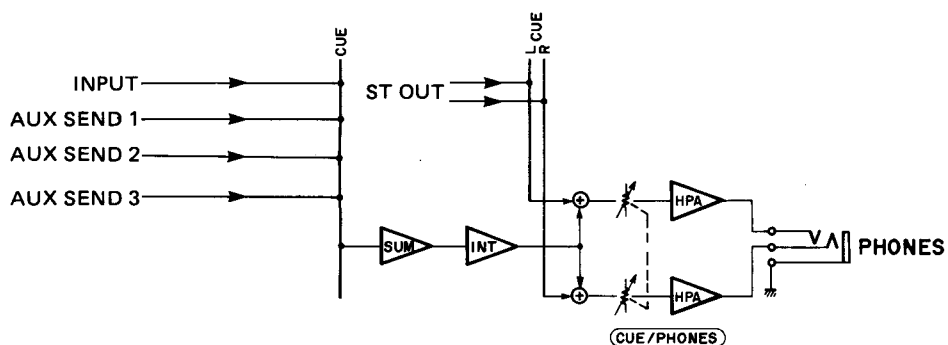 CUE
L CUE
R
INPUT
ST OUT
AUX SEND 1
AUX SEND 2
AUX SEND 3
HPA
SUM
INT
PHONES
HPA
CUE/PHONES